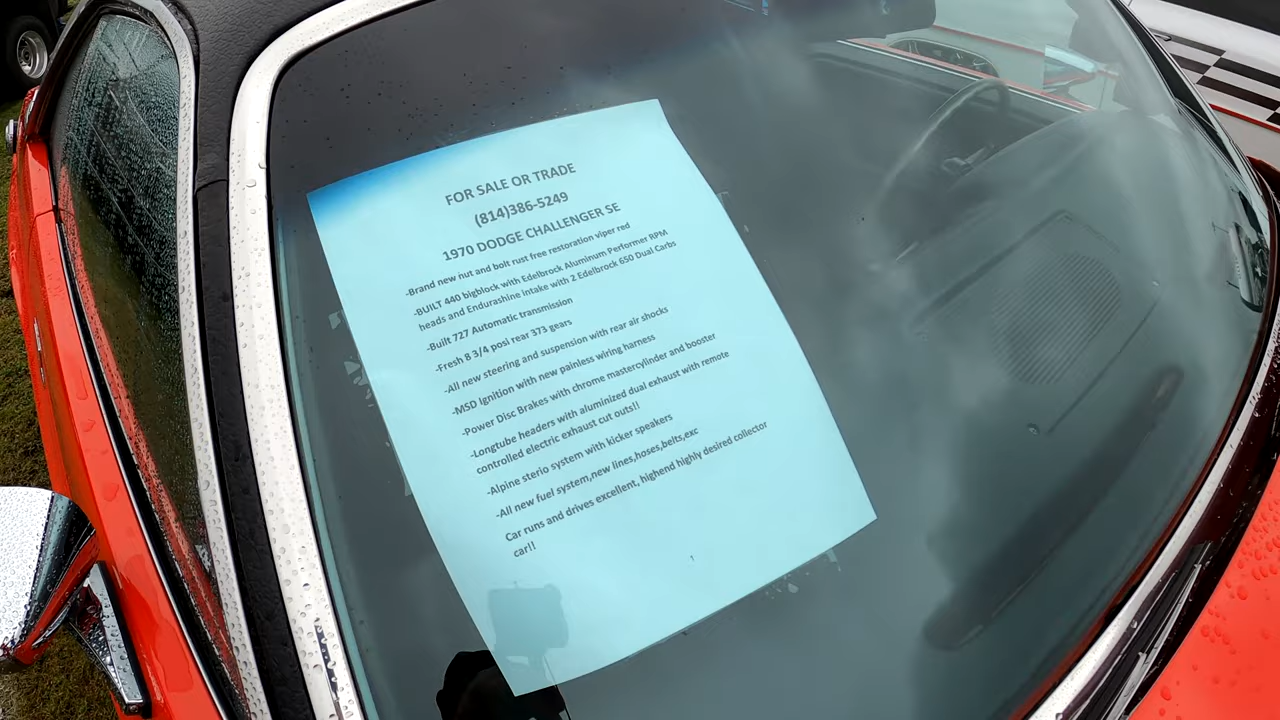 FOR SALE OR TRADE
(814)386-5249
1970 DODGE CHALLENGER SE
-Brand new nut and bolt rust free restoration viper red
-BUILT 440 bigblock with Edelbrock Aluminum Performer RPM
heads and Endurashine intake with 2 Edelbrock 650 Dual Carbs
-Built 727 Automatic transmission
-Fresh 8 3/4 posi rear 373 gears
-All new steering and suspension with rear air shocks
-MSD Ignition with new painless wiring harness
-Power Disc Brakes with chrome mastercylinder and booster
-Longtube headers with aluminized dual exhaust with remote
controlled electric exhaust cut outs!!
-Alpine sterio system with kicker speakers
-All new fuel system,new lines,hoses,belts,exc
Car runs and drives excellent, highend highly desired collector
car!!